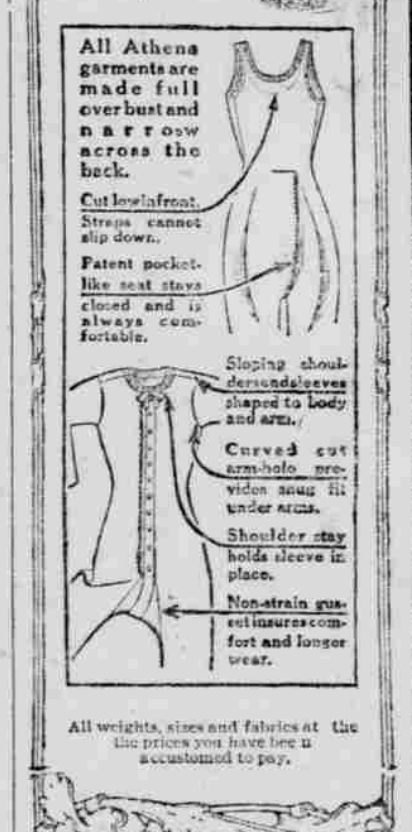 All Athena
garments are
made full
over bust and
narrow
across the
back.
Cut low in front.
Straps cannot
slip down.
Patent pocket-
like seat stays
closed and is
always com-
fortable.
Sloping shoul-
ders and sleeves
shaped to body
and arm.
Curved cut
arm-hole pro-
vides snug fit
under arms.
Shoulder stay
holds sleeve in
place.
Non-strain gus-
set insures com-
fort and longer
wear.
All weights, sizes and fabrics at the
the prices you have been
accustomed to pay.